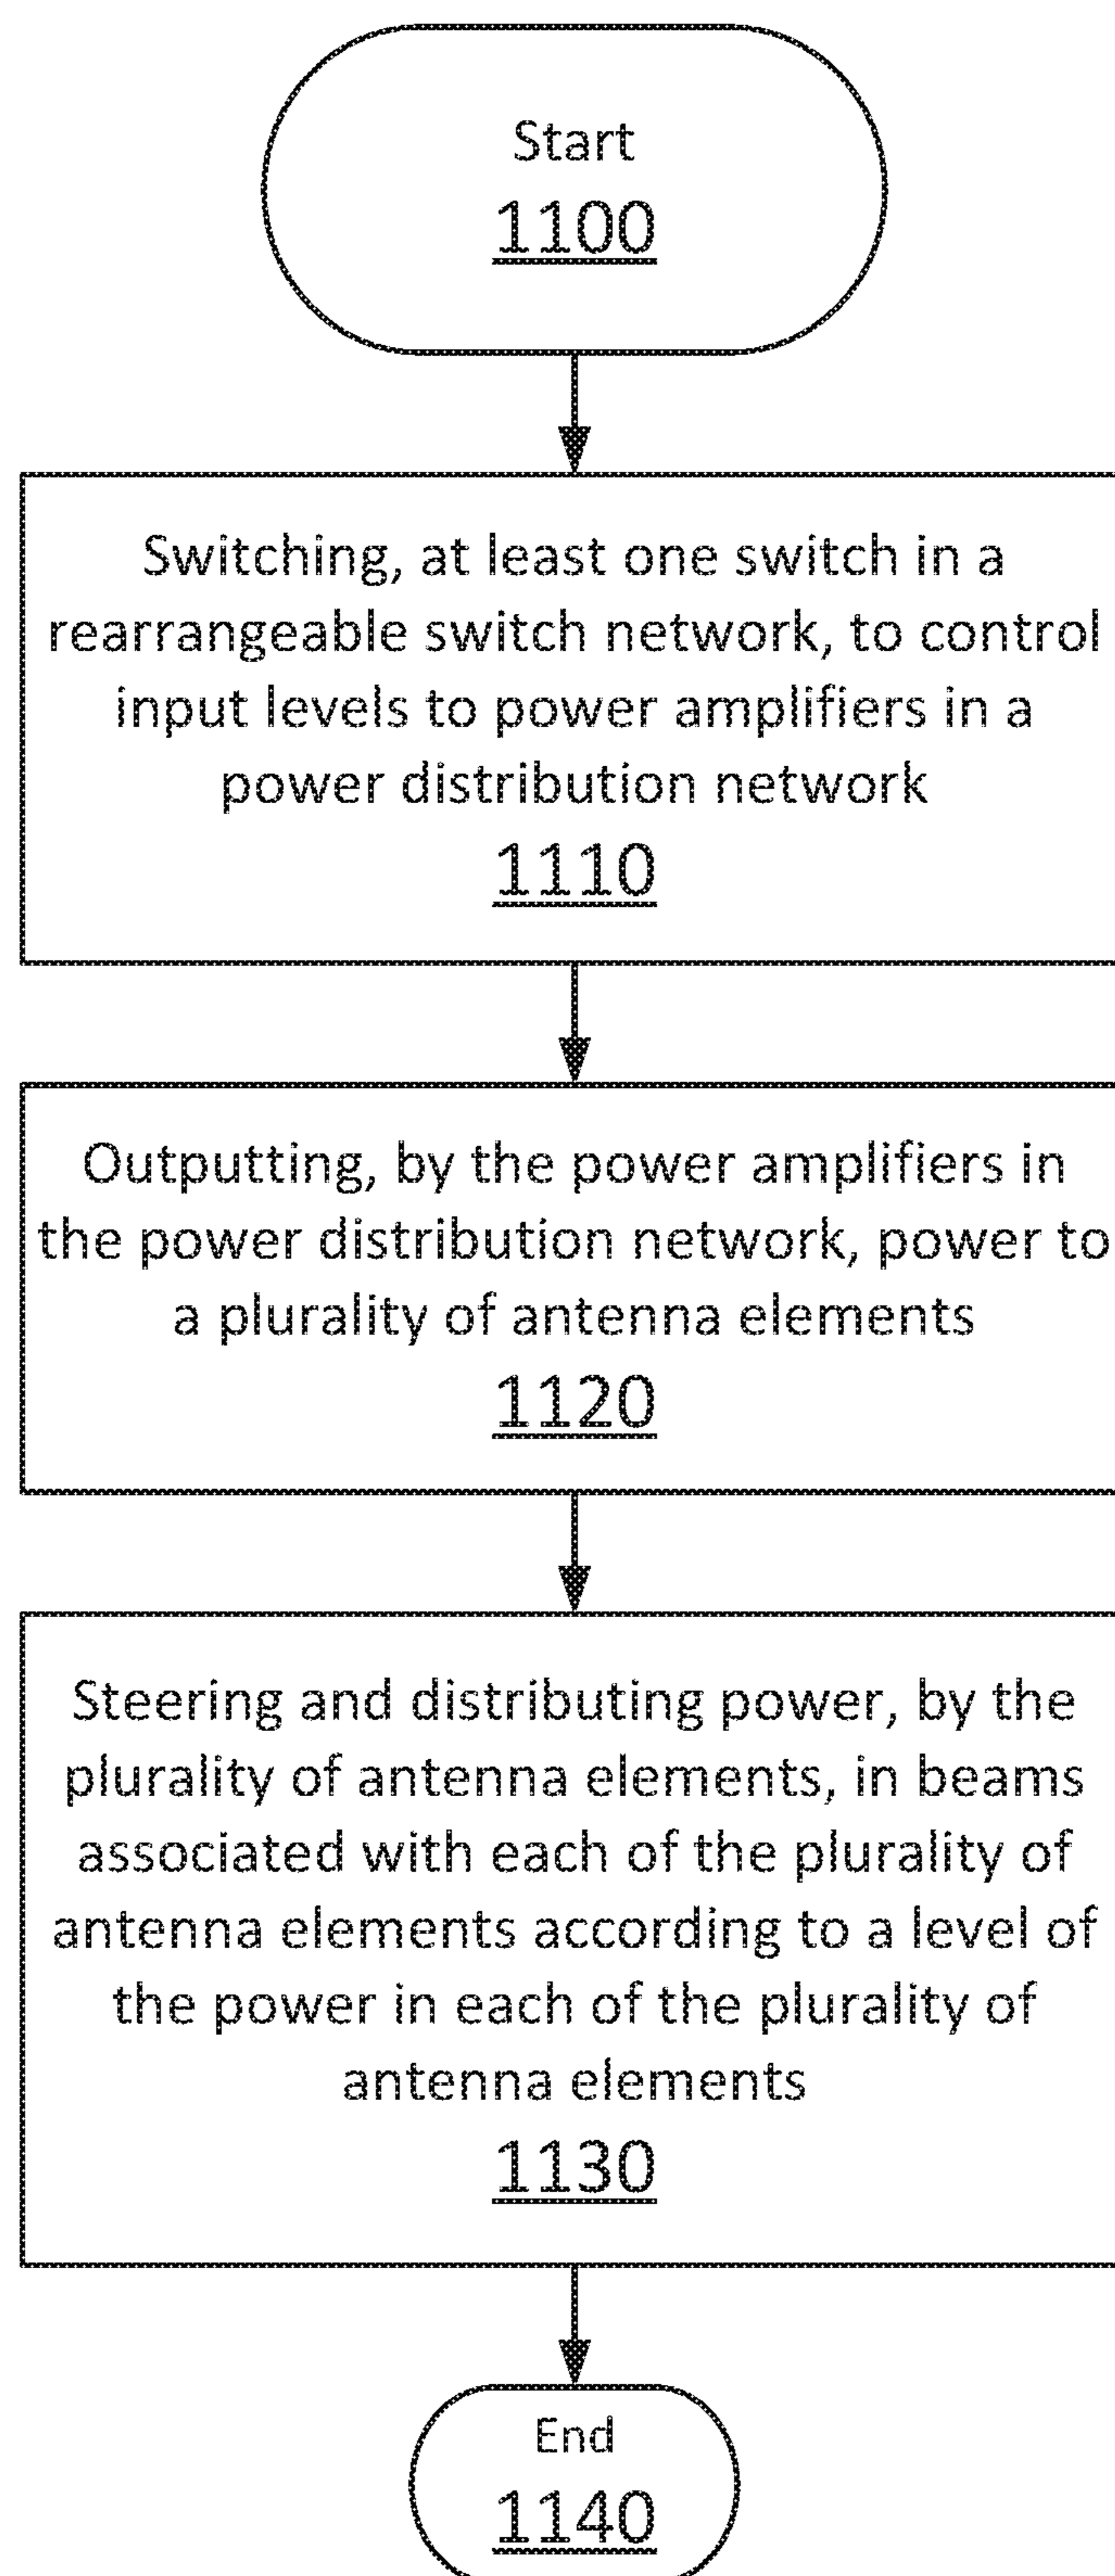 Start
1100
Switching, at least one switch in a
rearrangeable switch network, to control
input levels to power amplifiers in a
power distribution network
1110
Outputting, by the power amplifiers in
the power distribution network, power to
a plurality of antenna elements
1120
Steering and distributing power, by the
plurality of antenna elements, in beams
associated with each of the plurality of
antenna elements according to a level of
the power in each of the plurality of
antenna elements
1130
End
1140